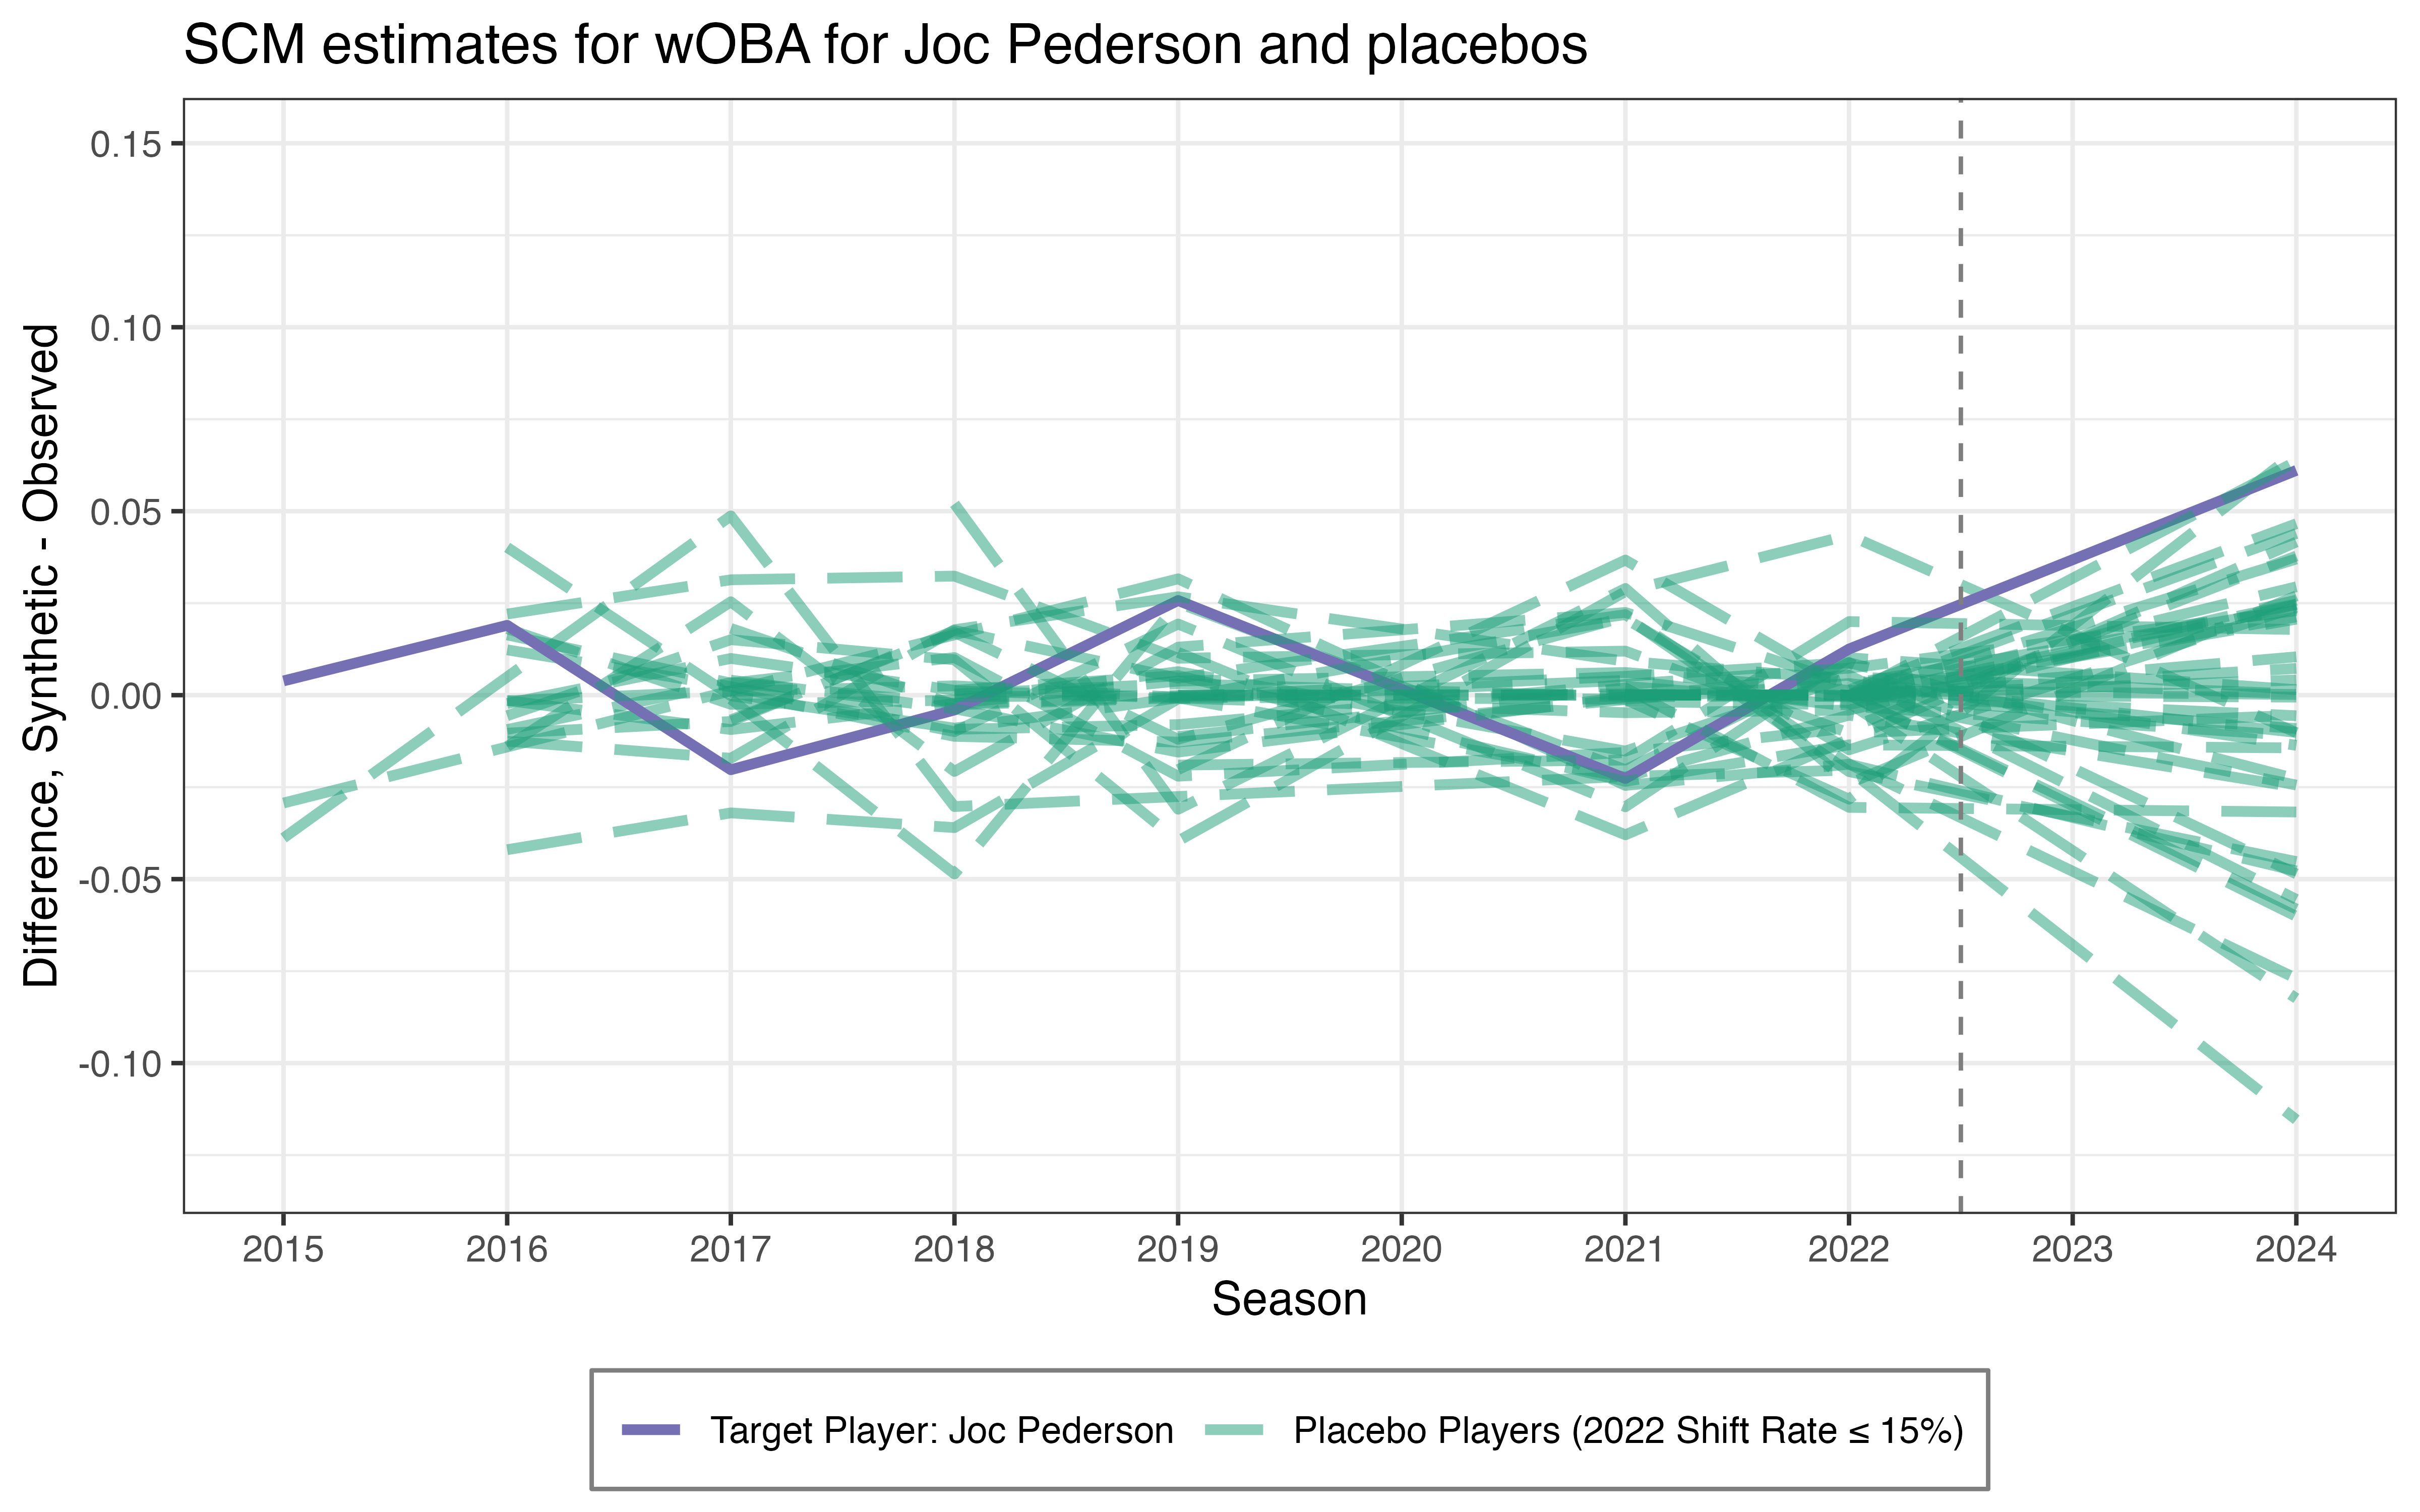 SCM estimates for wOBA for Joc Pederson and placebos
Difference, Synthetic - Observed
0.15
0.10
0.05
0.00
-0.05
-0.10
2015 2016 2017 2018 2019 2020 2021 2022 2023 2024
Season
Target Player: Joc Pederson Placebo Players (2022 Shift Rate ≤ 15%)